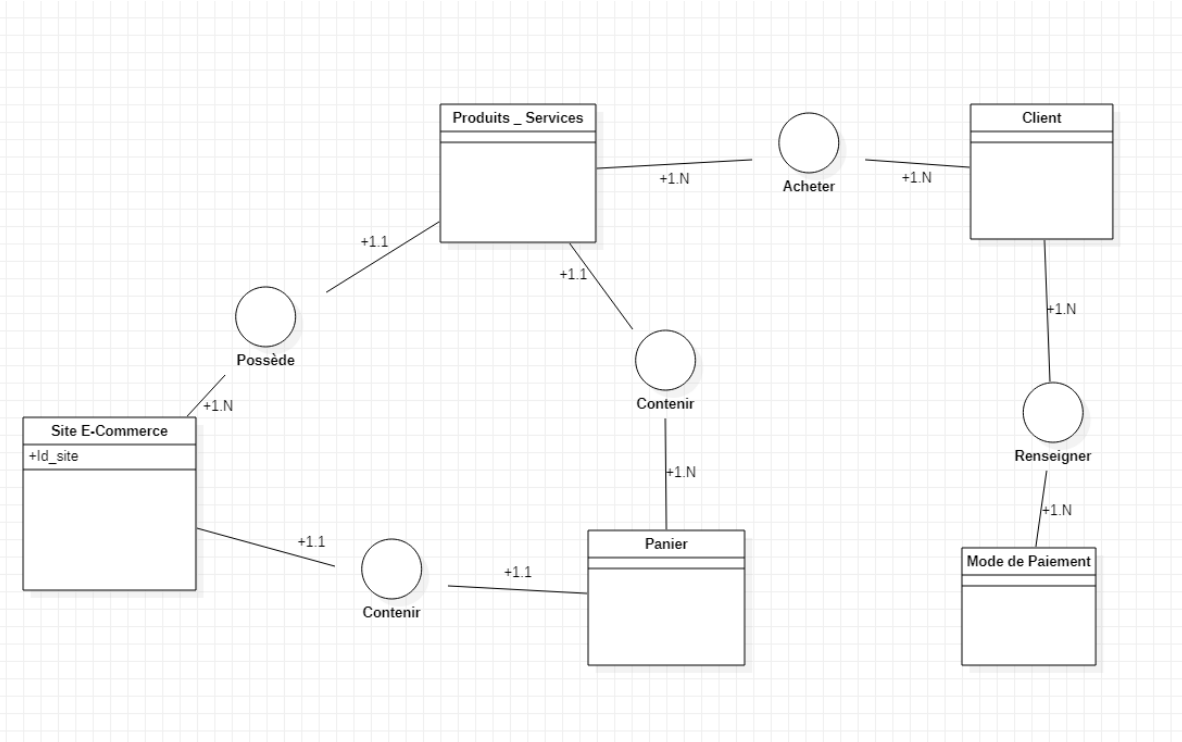 Produits _ Services
Client
+1.N
+1.N
Acheter
+1.1
+1.1
+1.N
Possède
Contenir
+1.N
Site E-Commerce
+Id_site
Renseigner
+1.N
+1.N
+1.1
Panier
Mode de Paiement
+1.1
Contenir